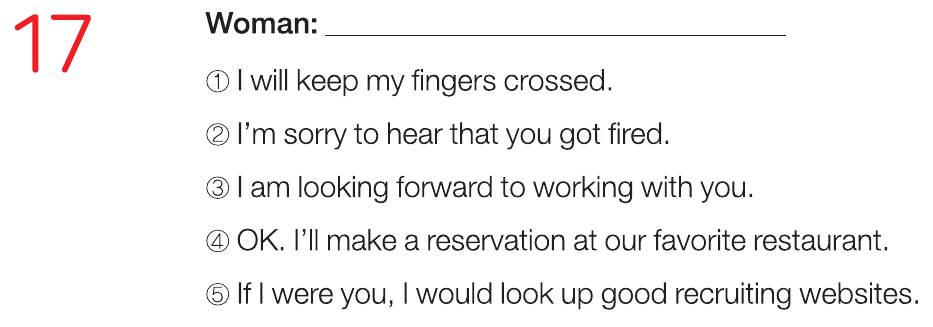 17
Woman: ____________________
① I will keep my fingers crossed.
② I'm sorry to hear that you got fired.
③ I am looking forward to working with you.
④ OK. I'll make a reservation at our favorite restaurant.
⑤ If I were you, I would look up good recruiting websites.